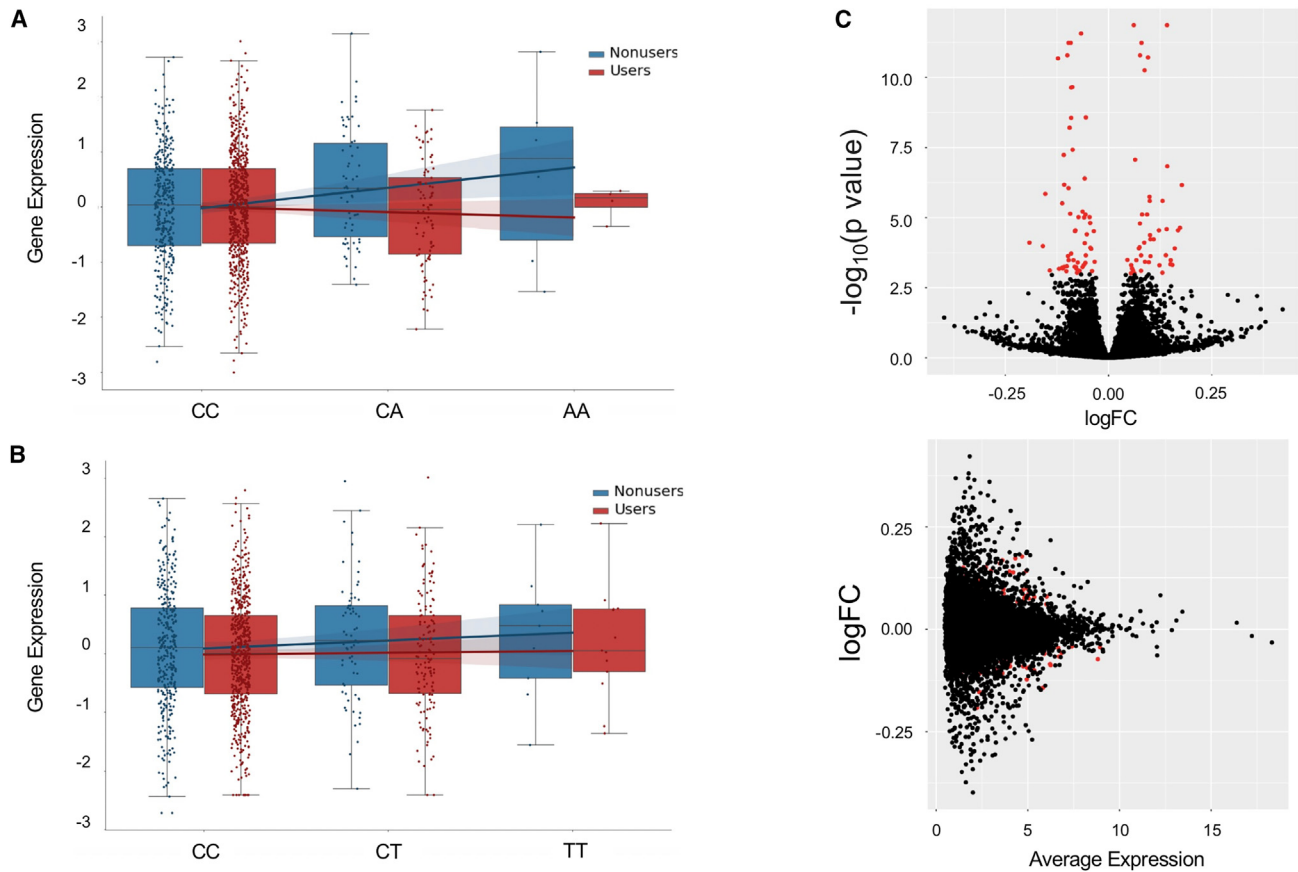 A
3
2
1
0
-1
-2
-3
Gene Expression
Nonusers
Users
CC
CA
AA
B
3
2
1
0
-1
-2
-3
Gene Expression
Nonusers
Users
CC
CT
TT
C
10.0
7.5
5.0
2.5
0.0
-log10(p value)
-0.25
0.00
0.25
logFC
0.25
0.00
-0.25
logFC
0
5
10
15
Average Expression